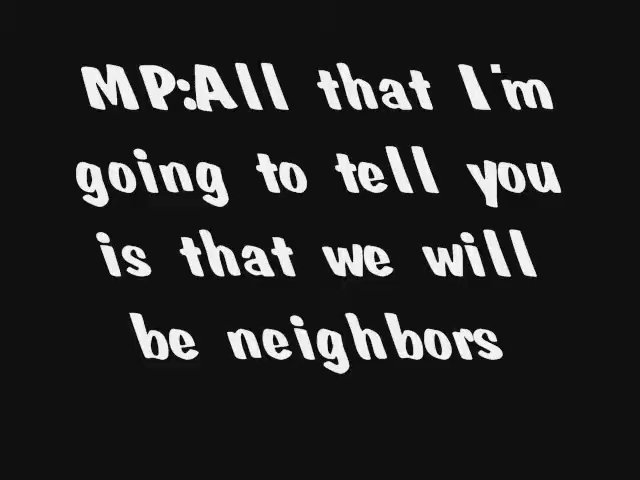 MP:All that I'm
going to tell you
is that we will
be neighbors